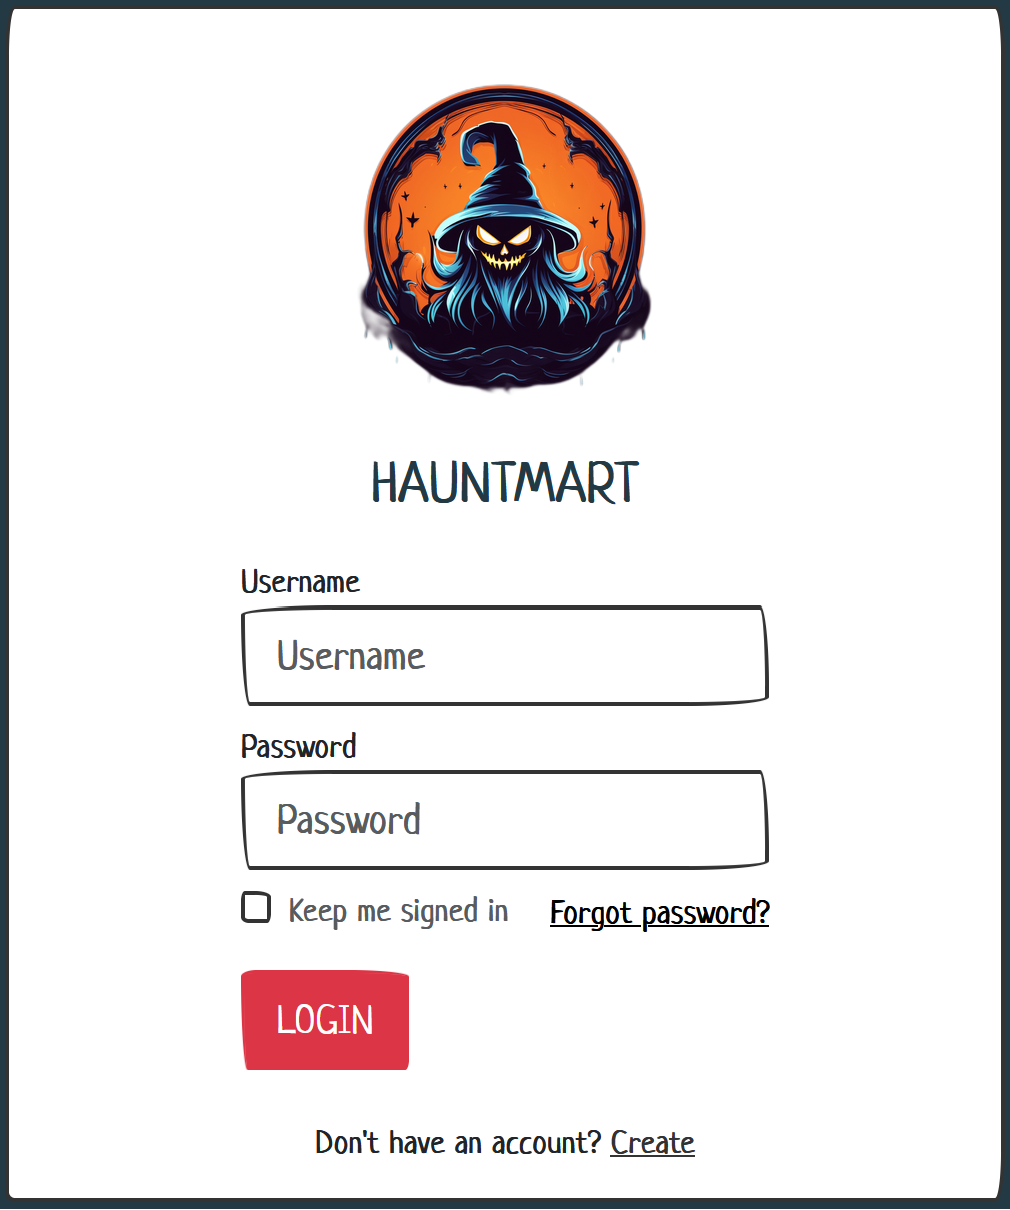 HAUNTMART
Username
Username
Password
Password
Keep me signed in Forgot password?
LOGIN
Don't have an account? Create